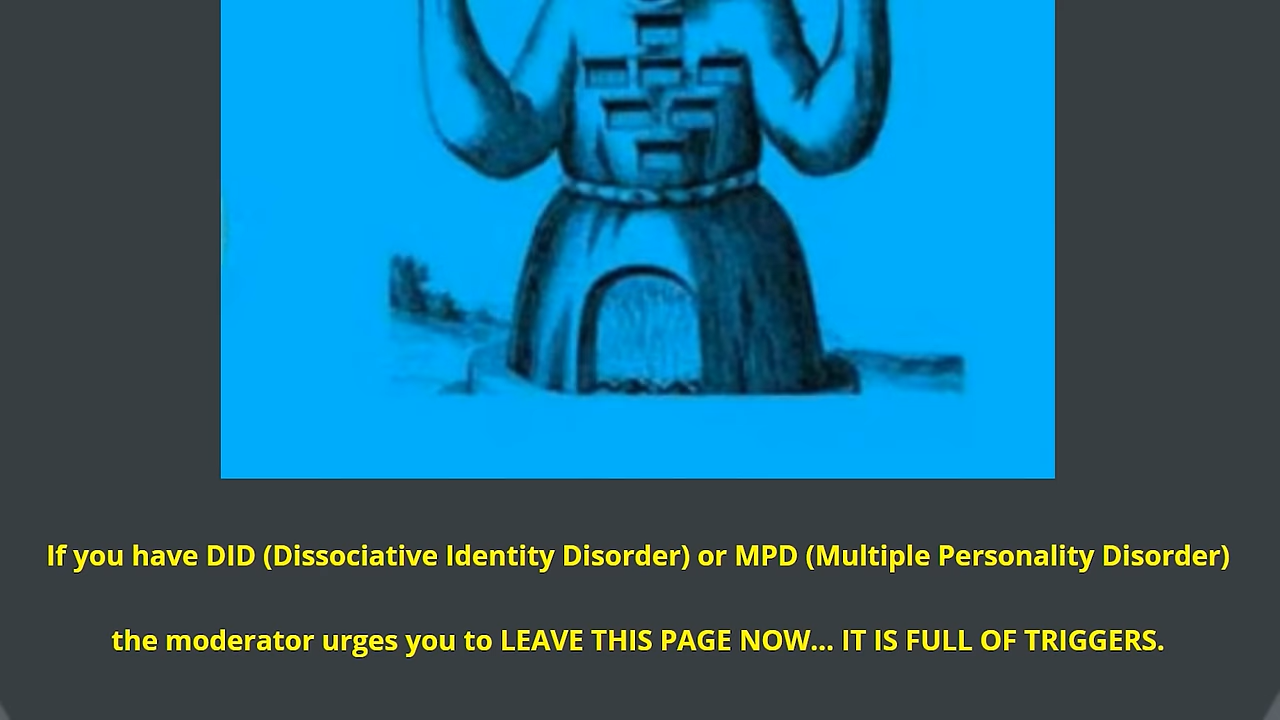 If you have DID (Dissociative Identity Disorder) or MPD (Multiple Personality Disorder)
the moderator urges you to LEAVE THIS PAGE NOW... IT IS FULL OF TRIGGERS.